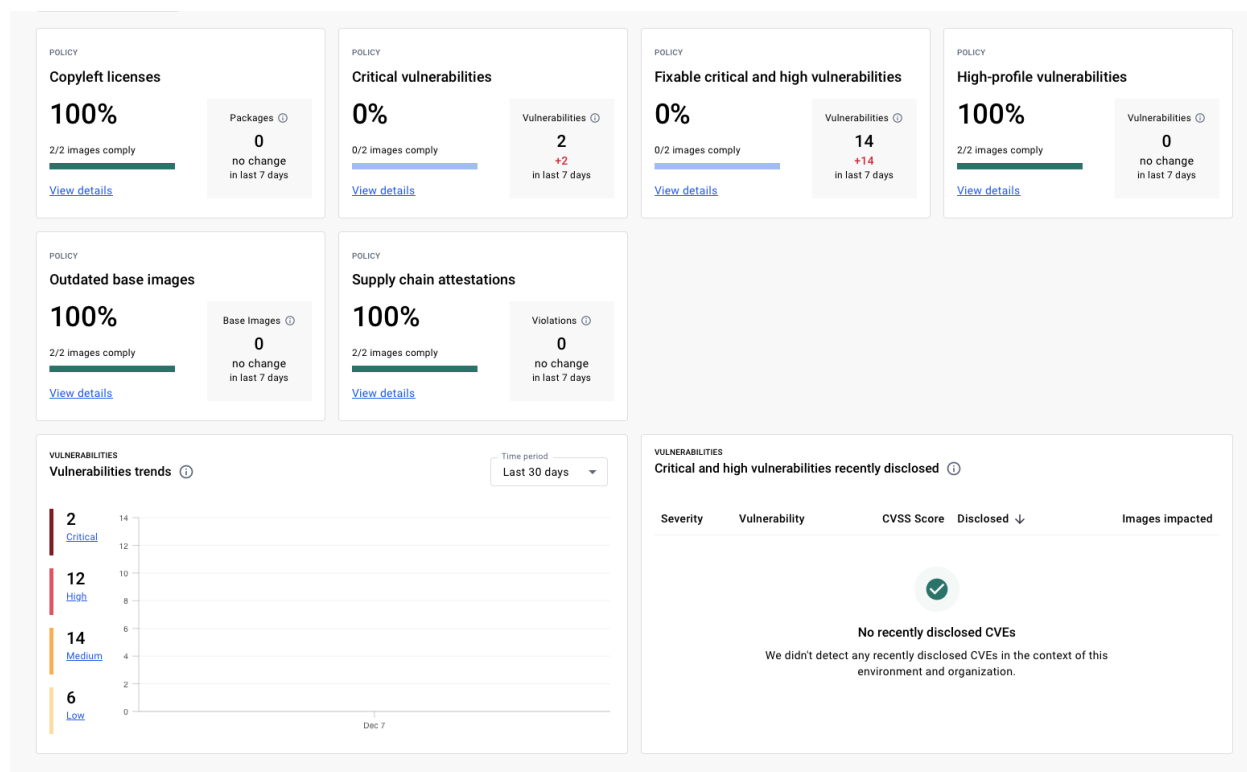 POLICY
Copyleft licenses
100%
2/2 images comply
View details
Packages
0
no change
in last 7 days
POLICY
Critical vulnerabilities
0%
0/2 images comply
View details
Vulnerabilities
2
+2
in last 7 days
POLICY
Fixable critical and high vulnerabilities
0%
0/2 images comply
View details
Vulnerabilities
14
+14
in last 7 days
POLICY
High-profile vulnerabilities
100%
2/2 images comply
View details
Vulnerabilities
0
no change
in last 7 days
POLICY
Outdated base images
100%
2/2 images comply
View details
Base Images
0
no change
in last 7 days
POLICY
Supply chain attestations
100%
2/2 images comply
View details
Violations
0
no change
in last 7 days
VULNERABILITIES
Vulnerabilities trends
Time period
Last 30 days
2
Critical
12
High
14
Medium
6
Low
14
12
10
8
6
4
2
0
Dec 7
VULNERABILITIES
Critical and high vulnerabilities recently disclosed
Severity Vulnerability CVSS Score Disclosed Images impacted
No recently disclosed CVEs
We didn't detect any recently disclosed CVEs in the context of this
environment and organization.